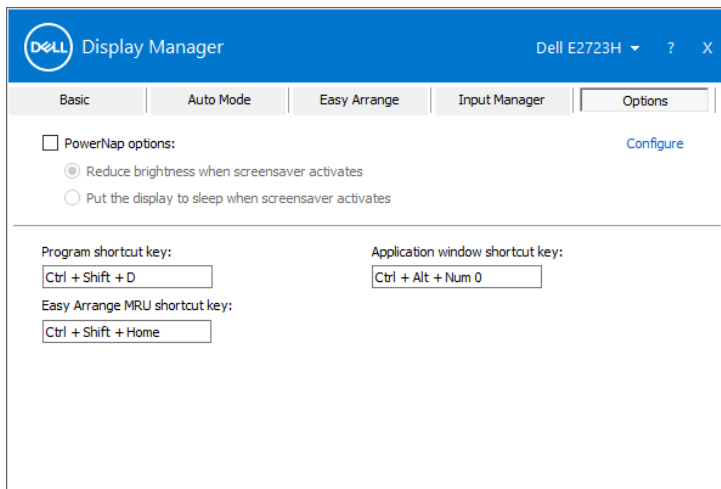 DELL Display Manager Dell E2723H ? X
Basic Auto Mode Easy Arrange Input Manager Options
PowerNap options: Configure
Reduce brightness when screensaver activates
Put the display to sleep when screensaver activates
Program shortcut key: Application window shortcut key:
Ctrl + Shift + D Ctrl + Alt + Num 0
Easy Arrange MRU shortcut key:
Ctrl + Shift + Home